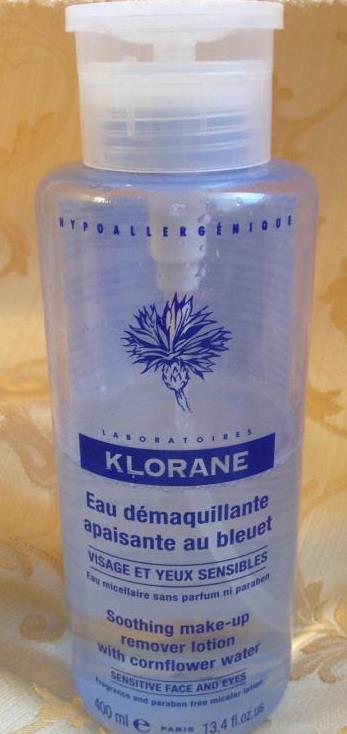 HYPOALLERGÉNIQUE
LABORATOIRES
KLORANE
Eau démaquillante
apaisante au bleuet
VISAGE ET YEUX SENSIBLES
Eau micellaire sans parfum ni paraben
Soothing make-up
remover lotion
with cornflower water
SENSITIVE FACE AND EYES
Fragrance and paraben free micellar lotion
400 ml e PARIS 13.4 fl.oz.us